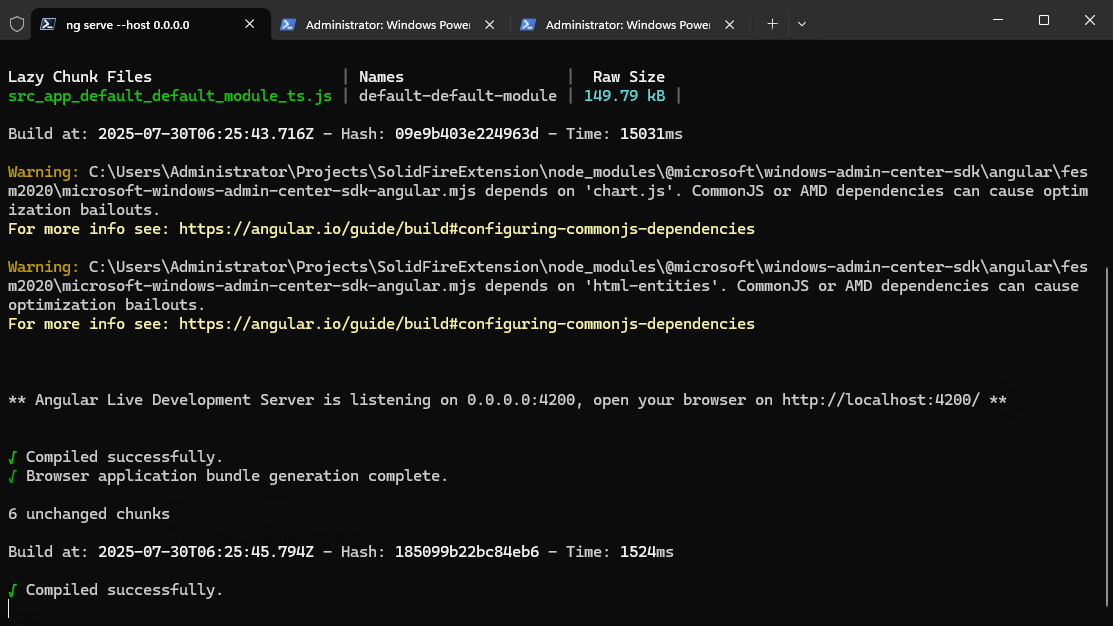 ng serve --host 0.0.0.0
Administrator: Windows Power
Administrator: Windows Power
Lazy Chunk Files | Names | Raw Size
src_app_default_default_module_ts.js | default-default-module | 149.79 kB |
Build at: 2025-07-30T06:25:43.716Z - Hash: 09e9b403e224963d - Time: 15031ms
Warning: C:\Users\Administrator\Projects\SolidFireExtension\node_modules\@microsoft\windows-admin-center-sdk\angular\fes
m2020\microsoft-windows-admin-center-sdk-angular.mjs depends on 'chart.js'. CommonJS or AMD dependencies can cause optim
ization bailouts.
For more info see: https://angular.io/guide/build#configuring-commonjs-dependencies
Warning: C:\Users\Administrator\Projects\SolidFireExtension\node_modules\@microsoft\windows-admin-center-sdk\angular\fes
m2020\microsoft-windows-admin-center-sdk-angular.mjs depends on 'html-entities'. CommonJS or AMD dependencies can cause
optimization bailouts.
For more info see: https://angular.io/guide/build#configuring-commonjs-dependencies
** Angular Live Development Server is listening on 0.0.0.0:4200, open your browser on http://localhost:4200/ **
√ Compiled successfully.
√ Browser application bundle generation complete.
6 unchanged chunks
Build at: 2025-07-30T06:25:45.794Z - Hash: 185099b22bc84eb6 - Time: 1524ms
√ Compiled successfully.